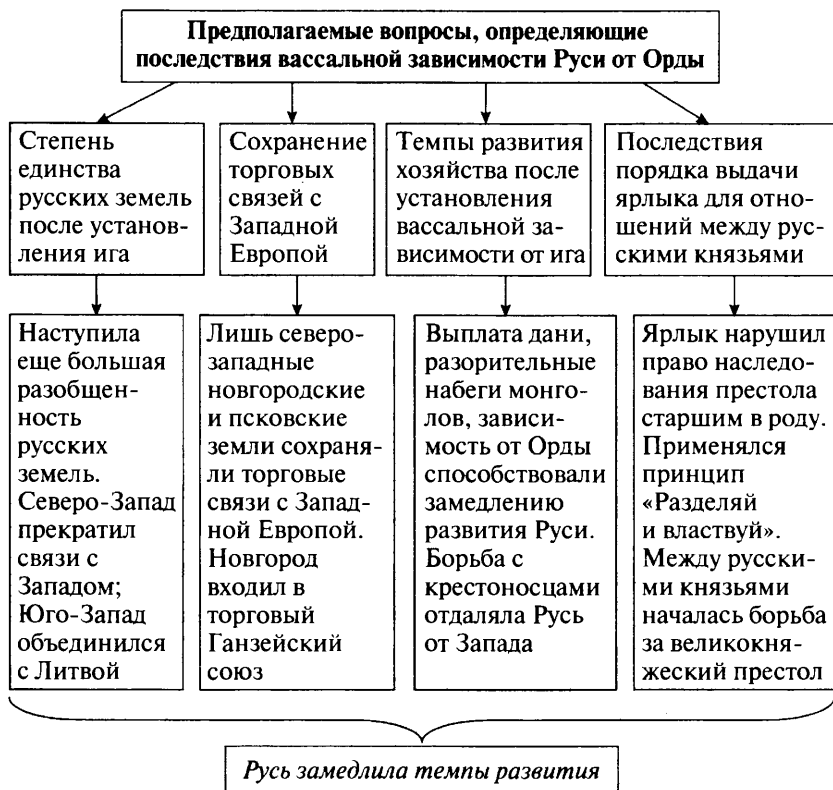 Предполагаемые вопросы, определяющие
последствия вассальной зависимости Руси от Орды
Степень
единства
русских земель
после установ-
ления ига
Сохранение
торговых
связей с
Западной
Европой
Темпы развития
хозяйства после
установления
вассальной за-
висимости от ига
Последствия
порядка выдачи
ярлыка для отно-
шений между рус-
скими князьями
Наступила
еще большая
разобщен-
ность
русских
земель.
Северо-Запад
прекратил
связи с
Западом;
Юго-Запад
объединился
с Литвой
Лишь северо-
западные
новгородские
и псковские
земли сохраня-
ли торговые
связи с Запад-
ной Европой.
Новгород
входил в
торговый
Ганзейский
союз
Выплата дани,
разорительные
набеги монго-
лов, зависи-
мость от Орды
способствовали
замедлению
развития Руси.
Борьба с
крестоносцами
отдаляла Русь
от Запада
Ярлык нарушил
право наследо-
вания престола
старшим в роду.
Применялся
принцип
«Разделяй
и властвуй».
Между русски-
ми князьями
началась борьба
за великокня-
жеский престол
Русь замедлила темпы развития